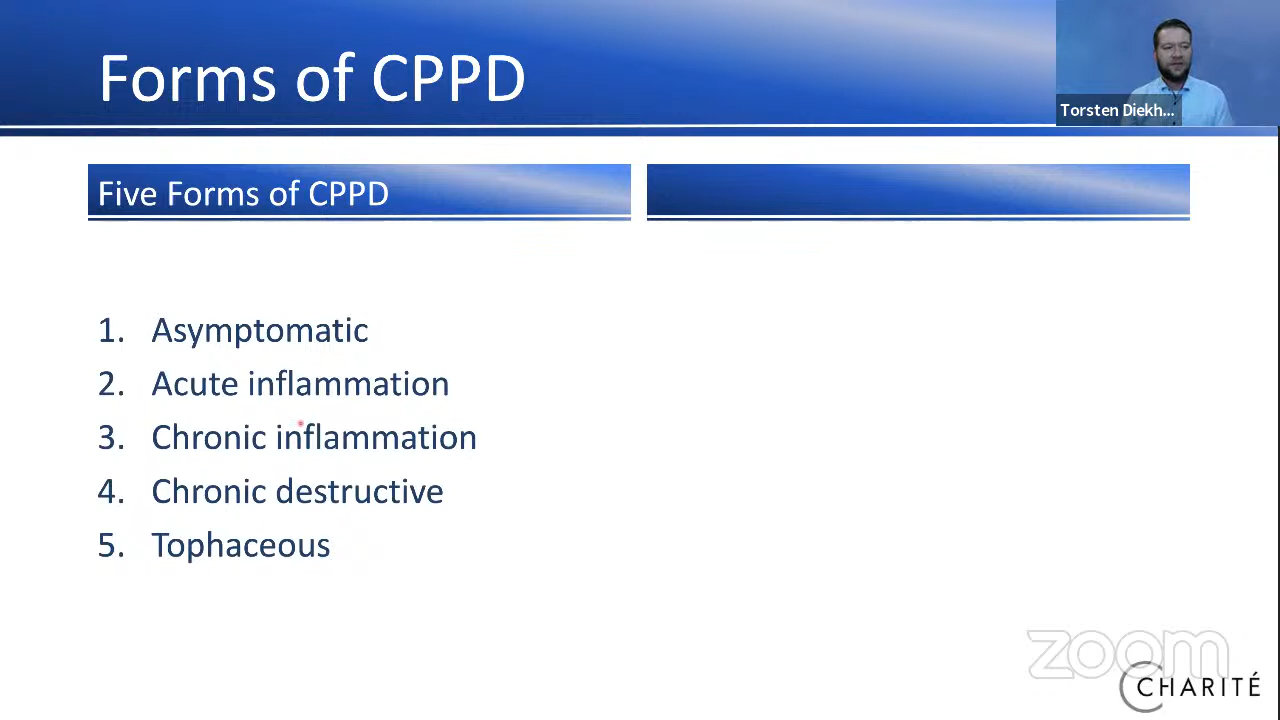 Forms of CPPD
Torsten Diekh...
Five Forms of CPPD
1. Asymptomatic
2. Acute inflammation
3. Chronic inflammation
4. Chronic destructive
5. Tophaceous
zoom
CHARITÉ